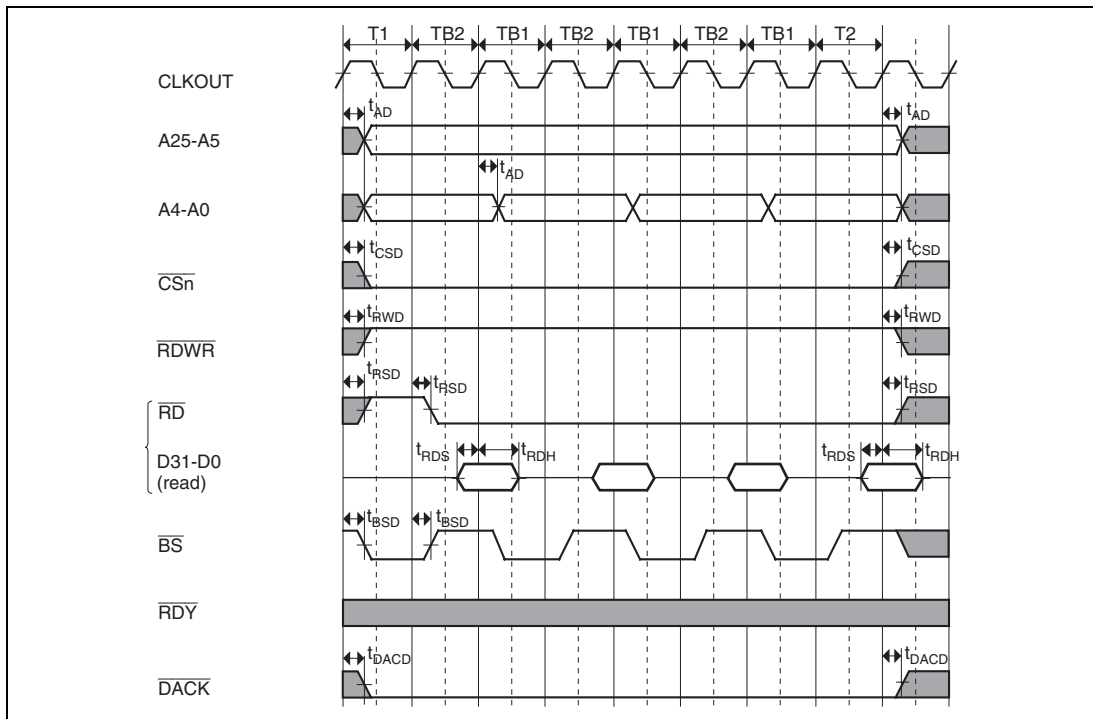 T1 TB2 TB1 TB2 TB1 TB2 TB1 T2
CLKOUT
tAD tAD
A25-A5
tAD
A4-A0
tCSD tCSD
CSn
tRWD tRWD
RDWR
tRSD tRSD tRSD
RD
tRDS tRDH tRDS tRDH
D31-D0
(read)
tBSD tBSD
BS
RDY
tDACD tDACD
DACK